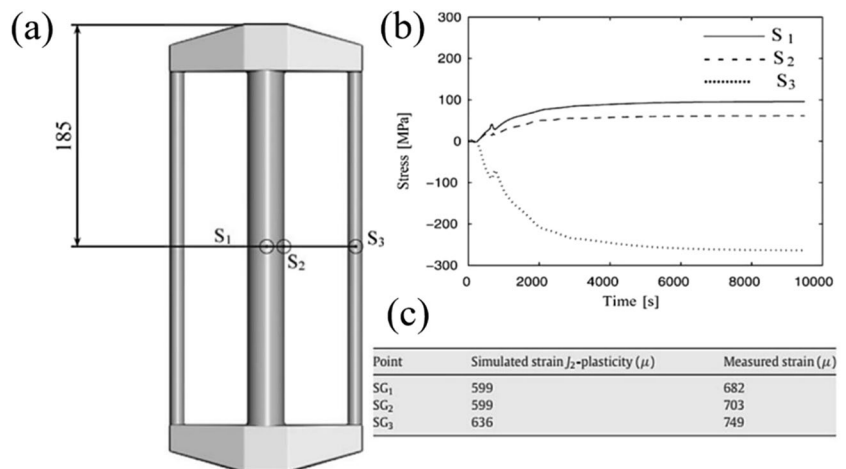 (a)
185
S1
S2
S3
(b)
300
200
100
0
−100
−200
−300
Stress [MPa]
S 1
S 2
S3
0 2000 4000 6000 8000 10000
Time [s]
(c)
Point Simulated strain J2-plasticity (μ) Measured strain (μ)
SG1 599 682
SG2 599 703
SG3 636 749